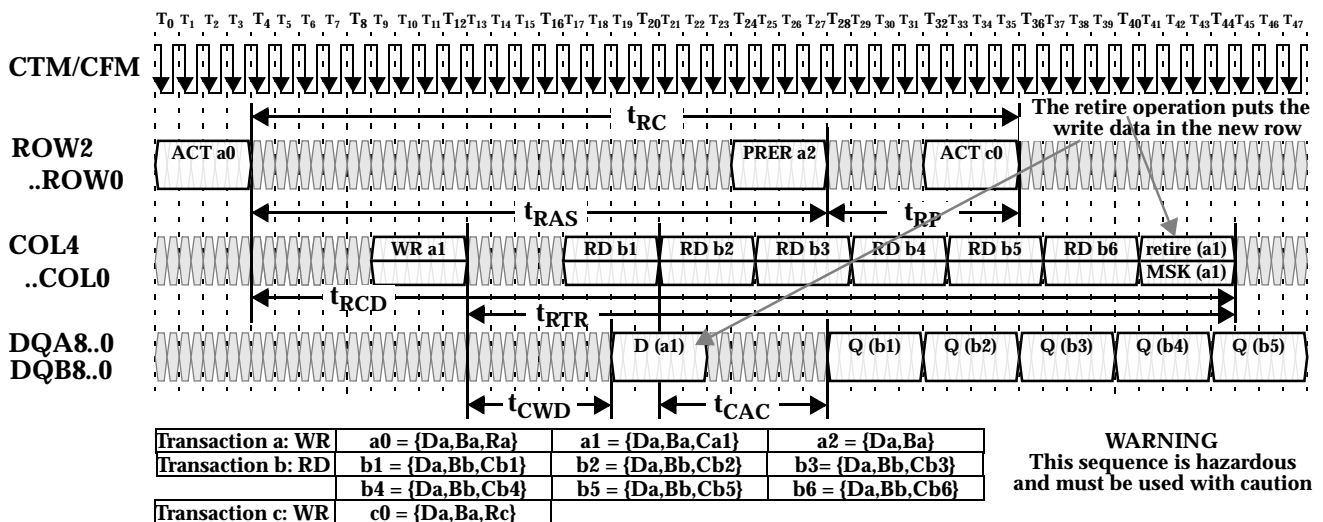 T0 T1 T2 T3 T4 T5 T6 T7 T8 T9 T10 T11 T12 T13 T14 T15 T16 T17 T18 T19 T20 T21 T22 T23 T24 T25 T26 T27 T28 T29 T30 T31 T32 T33 T34 T35 T36 T37 T38 T39 T40 T41 T42 T43 T44 T45 T46 T47
CTM/CFM
tRC
The retire operation puts the
write data in the new row
ROW2
..ROW0
ACT a0
PRER a2
ACT c0
tRAS
tRP
COL4
..COL0
WR a1
RD b1
RD b2
RD b3
RD b4
RD b5
RD b6
retire (a1)
MSK (a1)
tRCD
tRTR
DQA8..0
DQB8..0
D (a1)
Q (b1)
Q (b2)
Q (b3)
Q (b4)
Q (b5)
tCWD
tCAC
Transaction a: WR a0 = {Da,Ba,Ra} a1 = {Da,Ba,Ca1} a2 = {Da,Ba}
Transaction b: RD b1 = {Da,Bb,Cb1} b2 = {Da,Bb,Cb2} b3= {Da,Bb,Cb3}
b4 = {Da,Bb,Cb4} b5 = {Da,Bb,Cb5} b6 = {Da,Bb,Cb6}
Transaction c: WR c0 = {Da,Ba,Rc}
WARNING
This sequence is hazardous
and must be used with caution